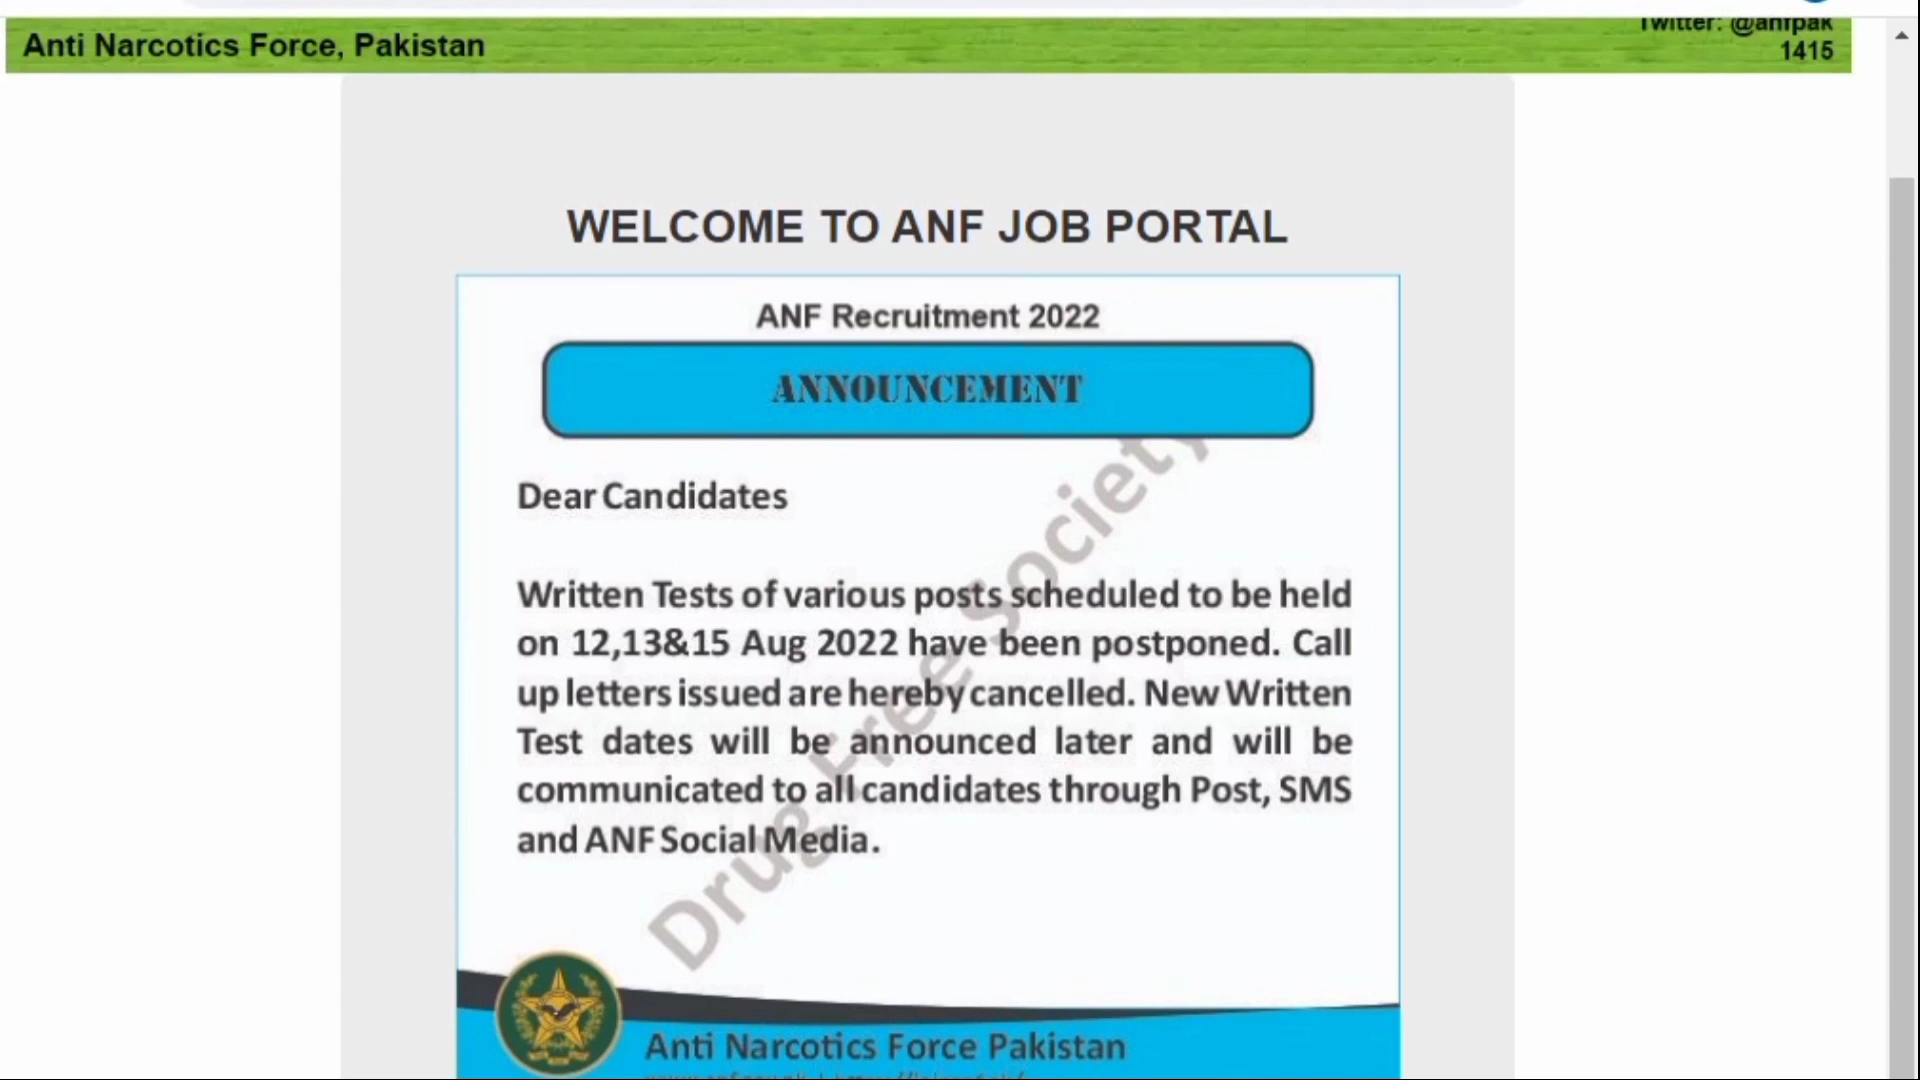 Anti Narcotics Force, Pakistan
Twitter: @anfpak
1415
WELCOME TO ANF JOB PORTAL
ANF Recruitment 2022
ANNOUNCEMENT
Dear Candidates
Written Tests of various posts scheduled to be held
on 12,13&15 Aug 2022 have been postponed. Call
up letters issued are hereby cancelled. New Written
Test dates will be announced later and will be
communicated to all candidates through Post, SMS
and ANF Social Media.
Drug Free Society
Anti Narcotics Force Pakistan